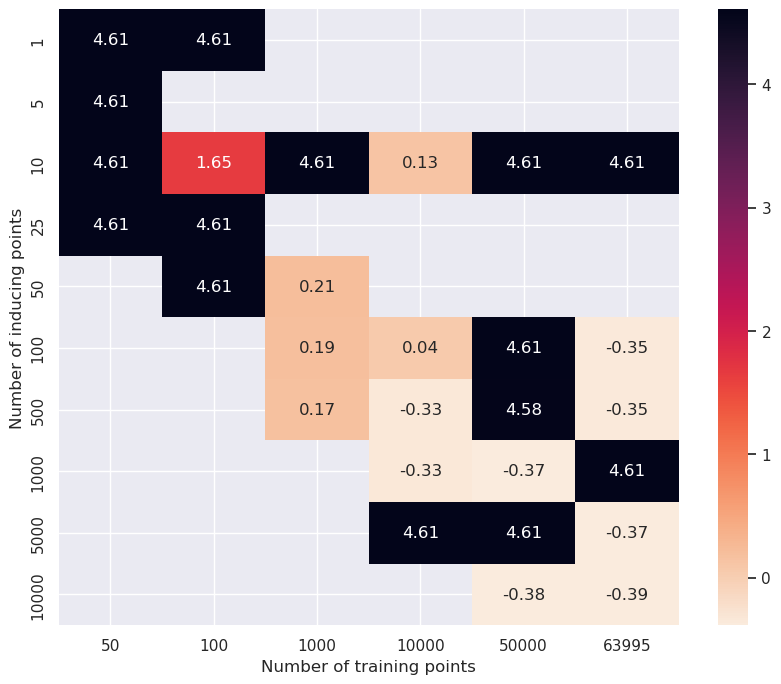 Number of inducing points
1 4.61 4.61
5 4.61
10 4.61 1.65 4.61 0.13 4.61 4.61
25 4.61 4.61
50 4.61 0.21
100 0.19 0.04 4.61 -0.35
500 0.17 -0.33 4.58 -0.35
1000 -0.33 -0.37 4.61
5000 4.61 4.61 -0.37
10000 -0.38 -0.39
50 100 1000 10000 50000 63995
Number of training points
4
3
2
1
0